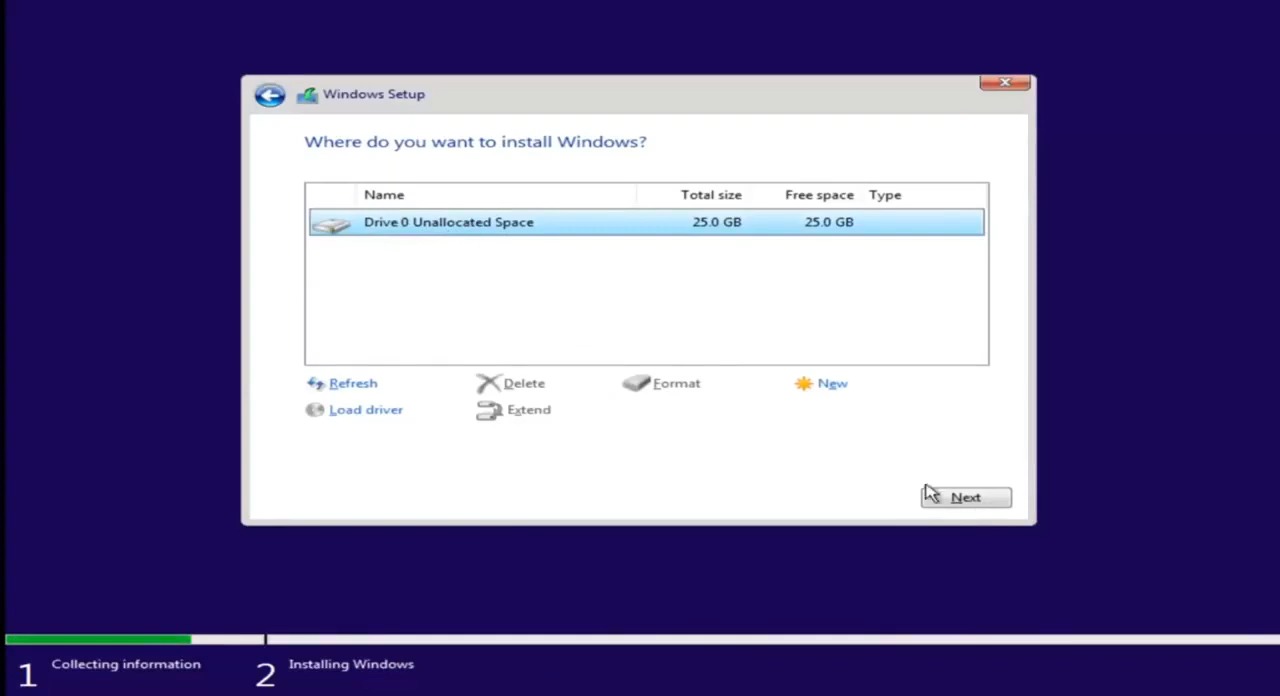 Windows Setup
Where do you want to install Windows?
Name Total size Free space Type
Drive 0 Unallocated Space 25.0 GB 25.0 GB
Refresh Delete Format New
Load driver Extend
Next
1 Collecting information 2 Installing Windows